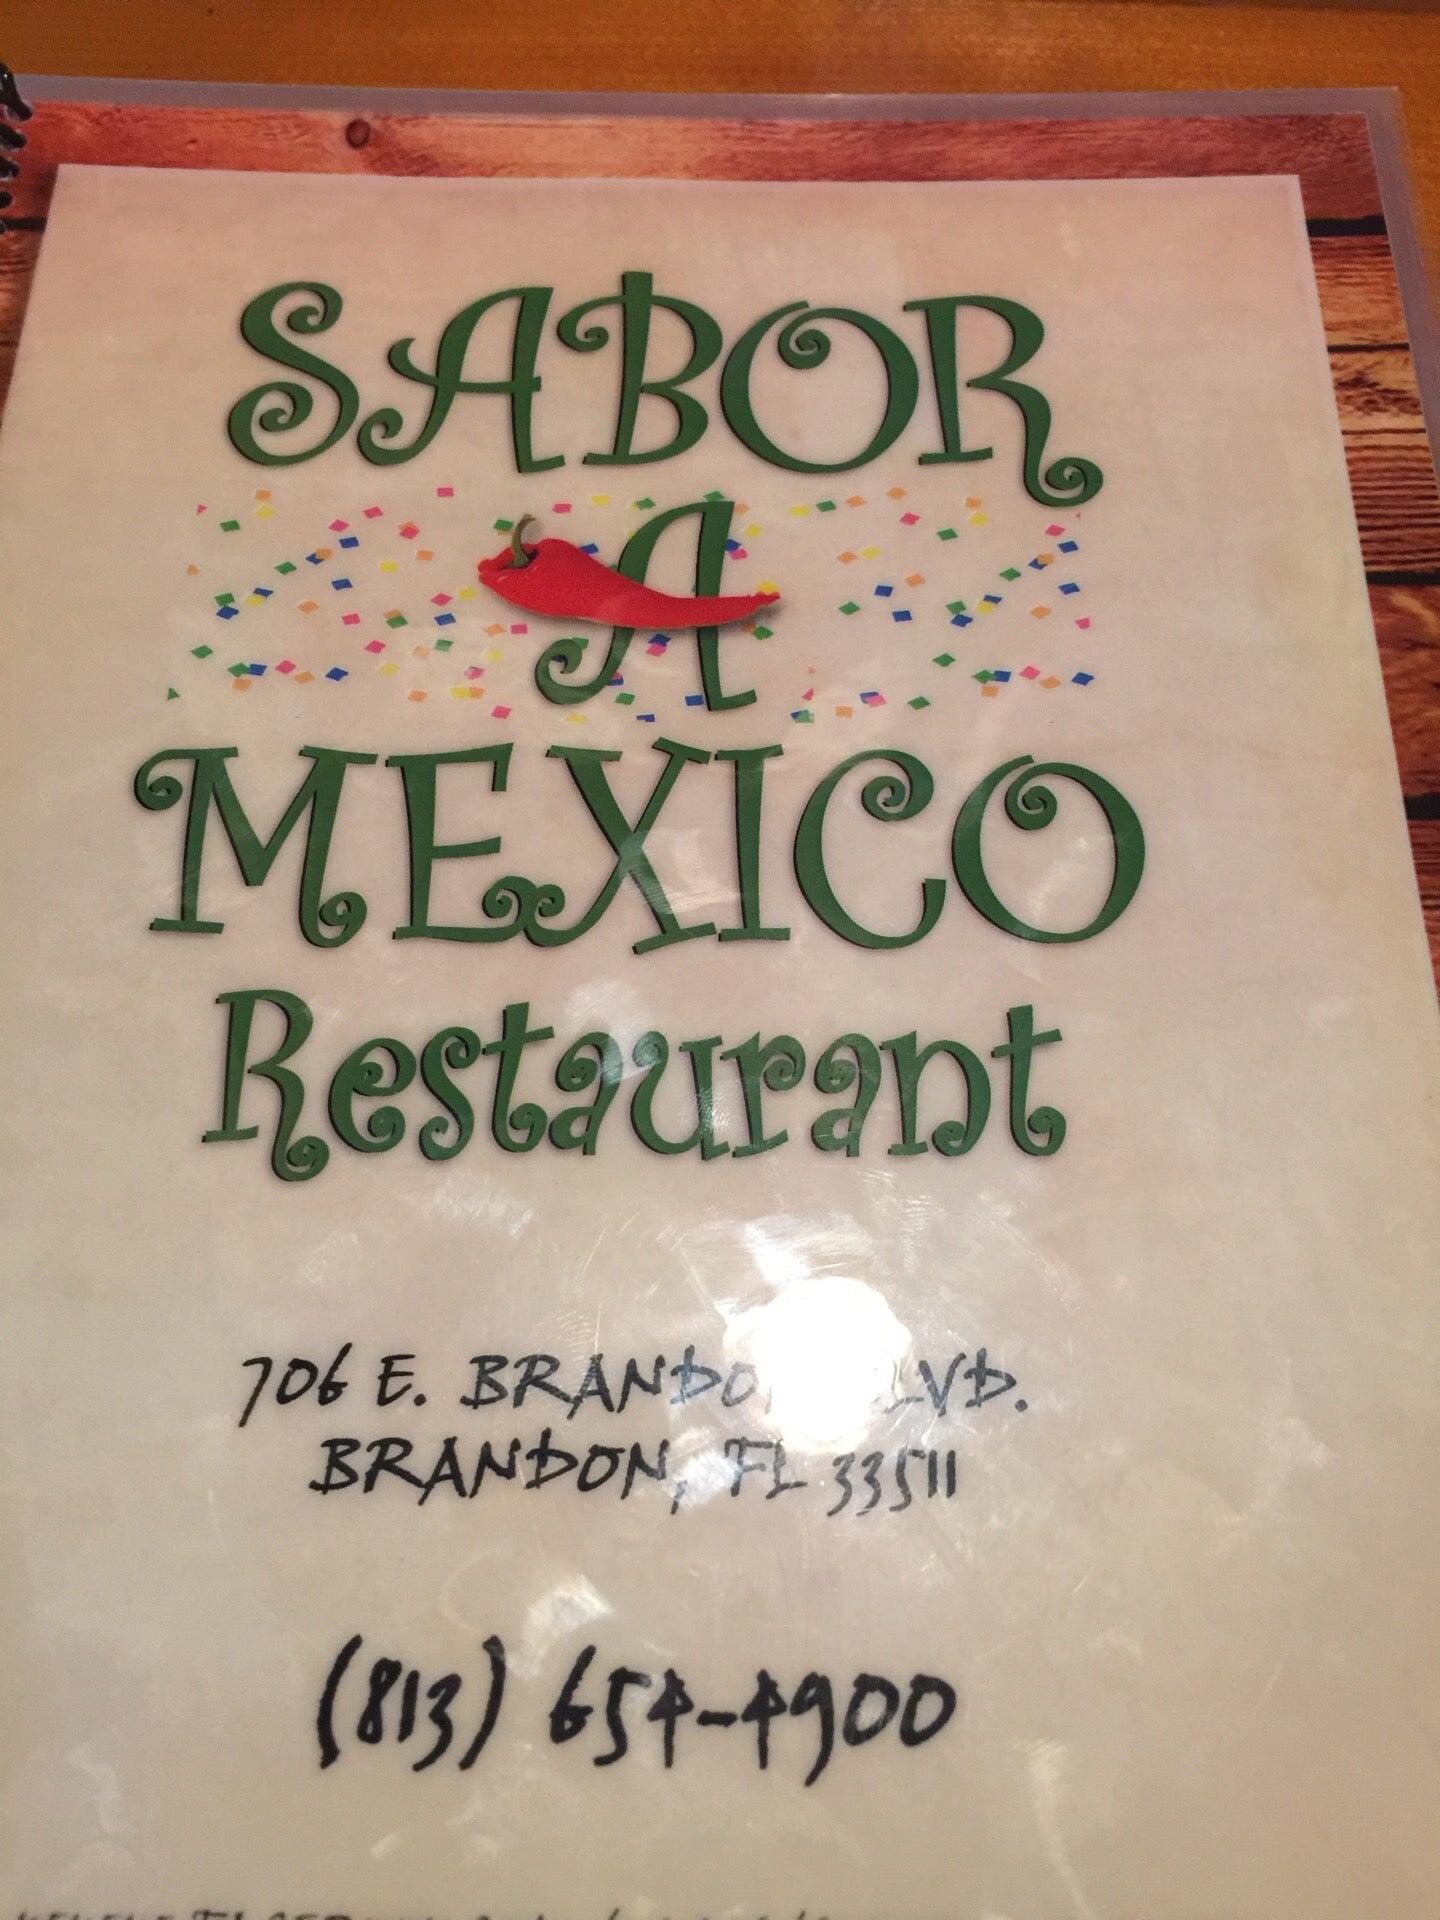 SABOR
A
MEXICO
Restaurant
706 E. BRANDON BLVD.
BRANDON, FL 33511
(813) 654-4900